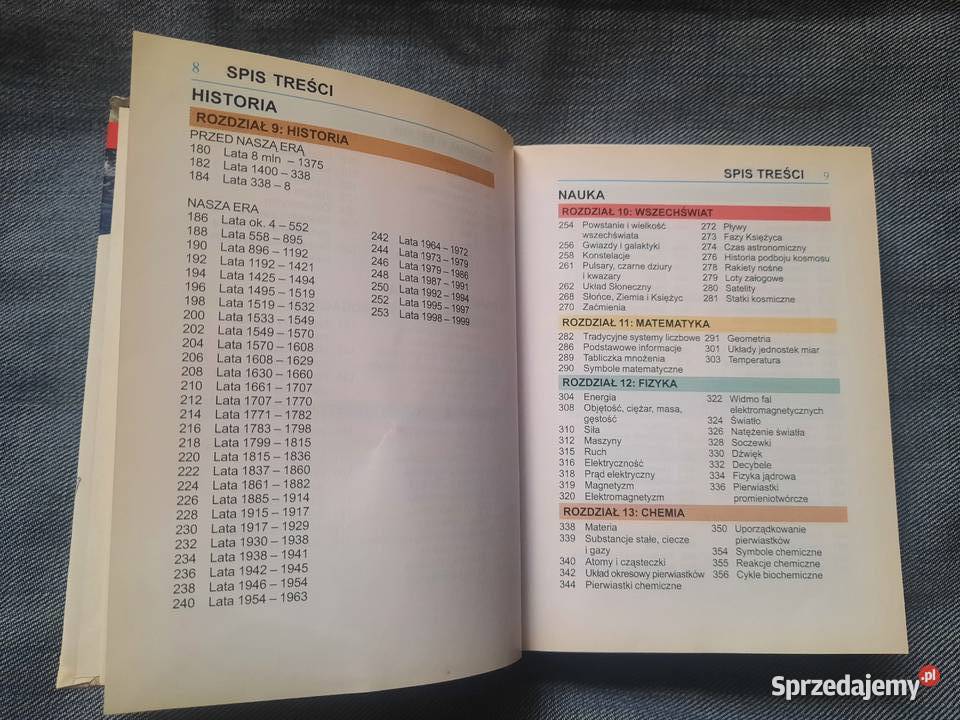 8 SPIS TREŚCI
HISTORIA
ROZDZIAŁ 9: HISTORIA
PRZED NASZĄ ERĄ
180 Lata 8 mln – 1375
182 Lata 1400 – 338
184 Lata 338 – 8
NASZA ERA
186 Lata ok. 4 – 552
188 Lata 558 – 895
190 Lata 896 – 1192
192 Lata 1192 – 1421
194 Lata 1425 – 1494
196 Lata 1495 – 1519
198 Lata 1519 – 1532
200 Lata 1533 – 1549
202 Lata 1549 – 1570
204 Lata 1570 – 1608
206 Lata 1608 – 1629
208 Lata 1630 – 1660
210 Lata 1661 – 1707
212 Lata 1707 – 1770
214 Lata 1771 – 1782
216 Lata 1783 – 1798
218 Lata 1799 – 1815
220 Lata 1815 – 1836
222 Lata 1837 – 1860
224 Lata 1861 – 1882
226 Lata 1885 – 1914
228 Lata 1915 – 1917
230 Lata 1917 – 1929
232 Lata 1930 – 1938
234 Lata 1938 – 1941
236 Lata 1942 – 1945
238 Lata 1946 – 1954
240 Lata 1954 – 1963
242 Lata 1964 – 1972
244 Lata 1973 – 1979
246 Lata 1979 – 1986
248 Lata 1987 – 1991
250 Lata 1992 – 1994
252 Lata 1995 – 1997
253 Lata 1998 – 1999
SPIS TREŚCI 9
NAUKA
ROZDZIAŁ 10: WSZECHŚWIAT
254 Powstanie i wielkość
wszechświata
256 Gwiazdy i galaktyki
258 Konstelacje
261 Pulsary, czarne dziury
i kwazary
262 Układ Słoneczny
268 Słońce, Ziemia i Księżyc
270 Zaćmienia
272 Pływy
273 Fazy Księżyca
274 Czas astronomiczny
276 Historia podboju kosmosu
278 Rakiety nośne
279 Loty załogowe
280 Satelity
281 Statki kosmiczne
ROZDZIAŁ 11: MATEMATYKA
282 Tradycyjne systemy liczbowe
286 Podstawowe informacje
289 Tabliczka mnożenia
290 Symbole matematyczne
291 Geometria
301 Układy jednostek miar
303 Temperatura
ROZDZIAŁ 12: FIZYKA
304 Energia
308 Objętość, ciężar, masa,
gęstość
310 Siła
312 Maszyny
315 Ruch
316 Elektryczność
318 Prąd elektryczny
319 Magnetyzm
320 Elektromagnetyzm
322 Widmo fal
elektromagnetycznych
324 Światło
326 Natężenie światła
328 Soczewki
330 Dźwięk
332 Decybele
334 Fizyka jądrowa
336 Pierwiastki
promieniotwórcze
ROZDZIAŁ 13: CHEMIA
338 Materia
339 Substancje stałe, ciecze
i gazy
340 Atomy i cząsteczki
342 Układ okresowy pierwiastków
344 Pierwiastki chemiczne
350 Uporządkowanie
pierwiastków
354 Symbole chemiczne
355 Reakcje chemiczne
356 Cykle biochemiczne
Sprzedajemy.pl